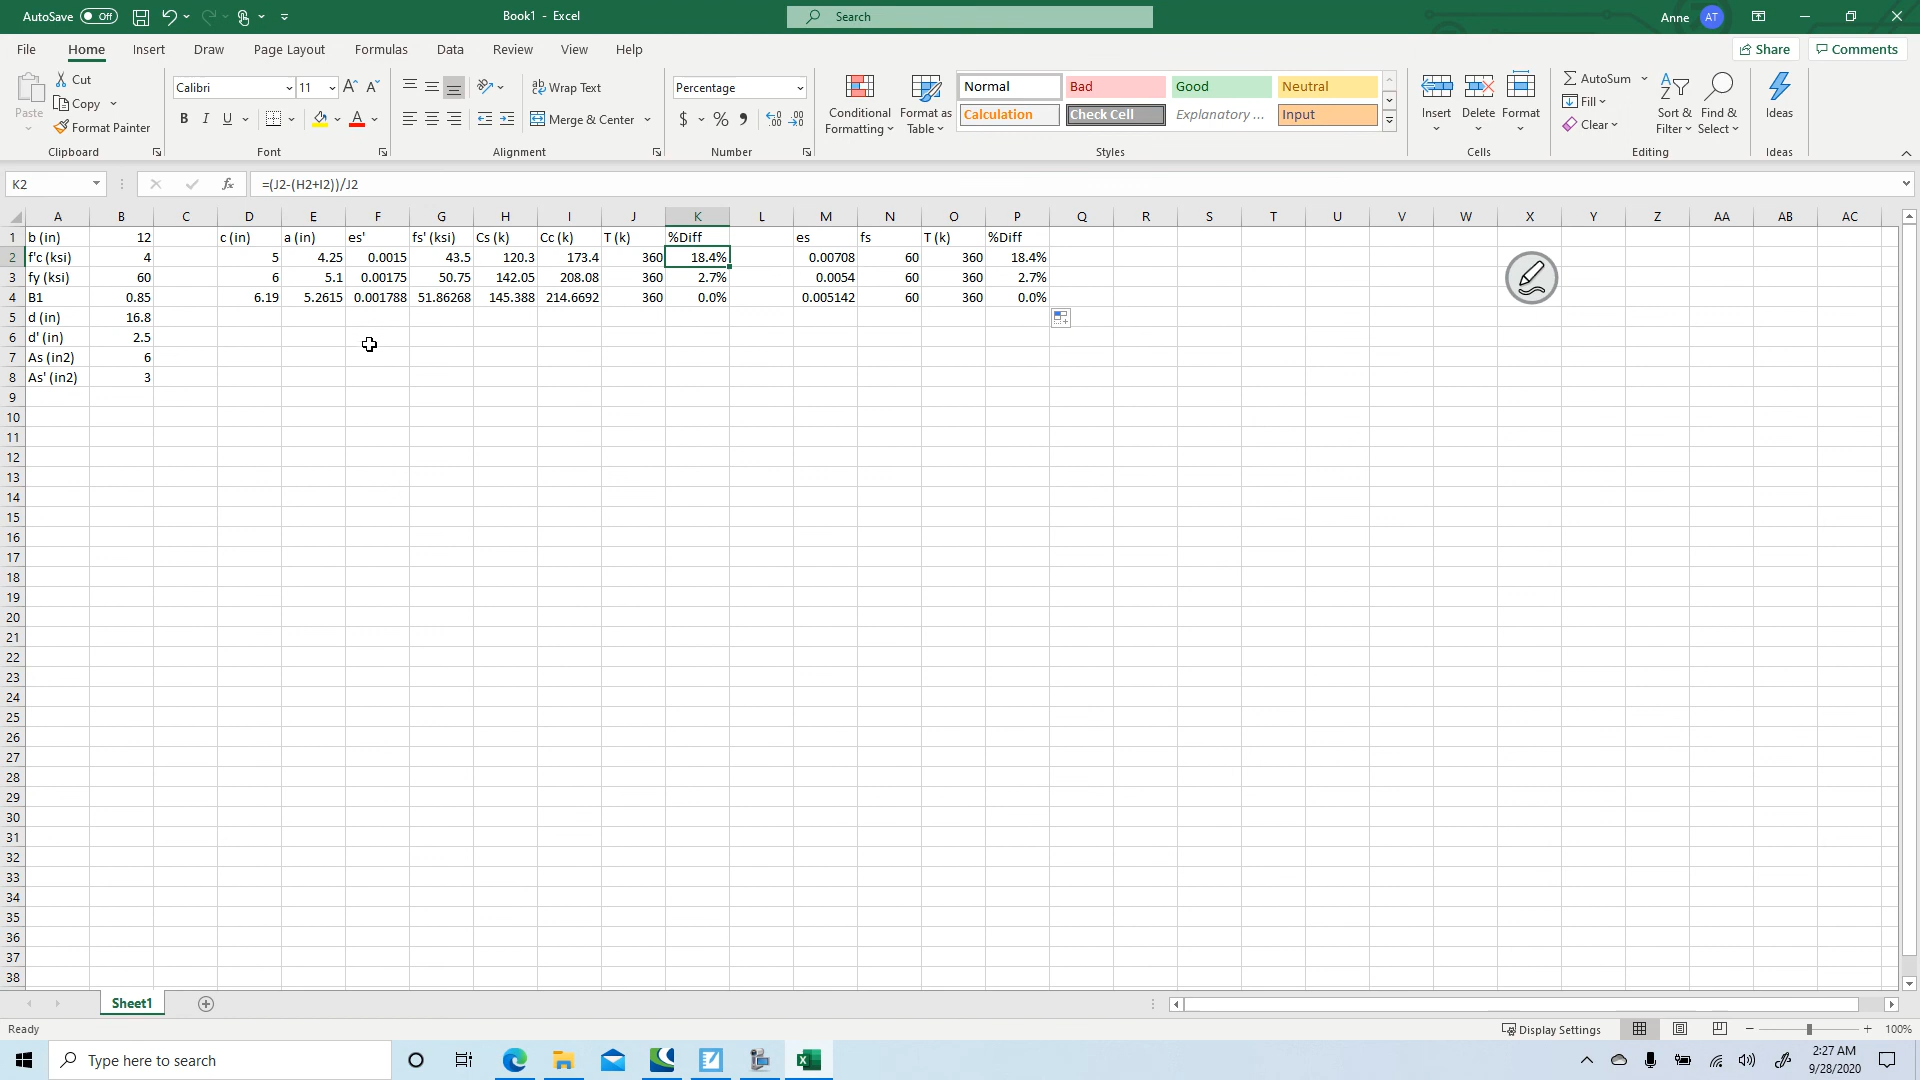 AutoSave Off Book1 - Excel Search Anne AT
File Home Insert Draw Page Layout Formulas Data Review View Help Share Comments
Paste Cut Copy Format Painter Clipboard
Calibri 11 B I U A Font
Wrap Text Merge & Center Alignment
Percentage $ % Number
Conditional Formatting Format as Table
Normal Bad Good Neutral
Calculation Check Cell Explanatory ... Input
Styles
Insert Delete Format Cells
AutoSum Fill Clear Sort & Filter Find & Select Editing
Ideas Ideas
K2 fx =(J2-(H2+I2))/J2
A B C D E F G H I J K L M N O P Q R S T U V W X Y Z AA AB AC
1 b (in) 12 c (in) a (in) es' fs' (ksi) Cs (k) Cc (k) T (k) %Diff es fs T (k) %Diff
2 f'c (ksi) 4 5 4.25 0.0015 43.5 120.3 173.4 360 18.4% 0.00708 60 360 18.4%
3 fy (ksi) 60 6 5.1 0.00175 50.75 142.05 208.08 360 2.7% 0.0054 60 360 2.7%
4 B1 0.85 6.19 5.2615 0.001788 51.86268 145.388 214.6692 360 0.0% 0.005142 60 360 0.0%
5 d (in) 16.8
6 d' (in) 2.5
7 As (in2) 6
8 As' (in2) 3
9
10
11
12
13
14
15
16
17
18
19
20
21
22
23
24
25
26
27
28
29
30
31
32
33
34
35
36
37
38
Sheet1
Ready Display Settings 100%
Type here to search 2:27 AM
9/28/2020